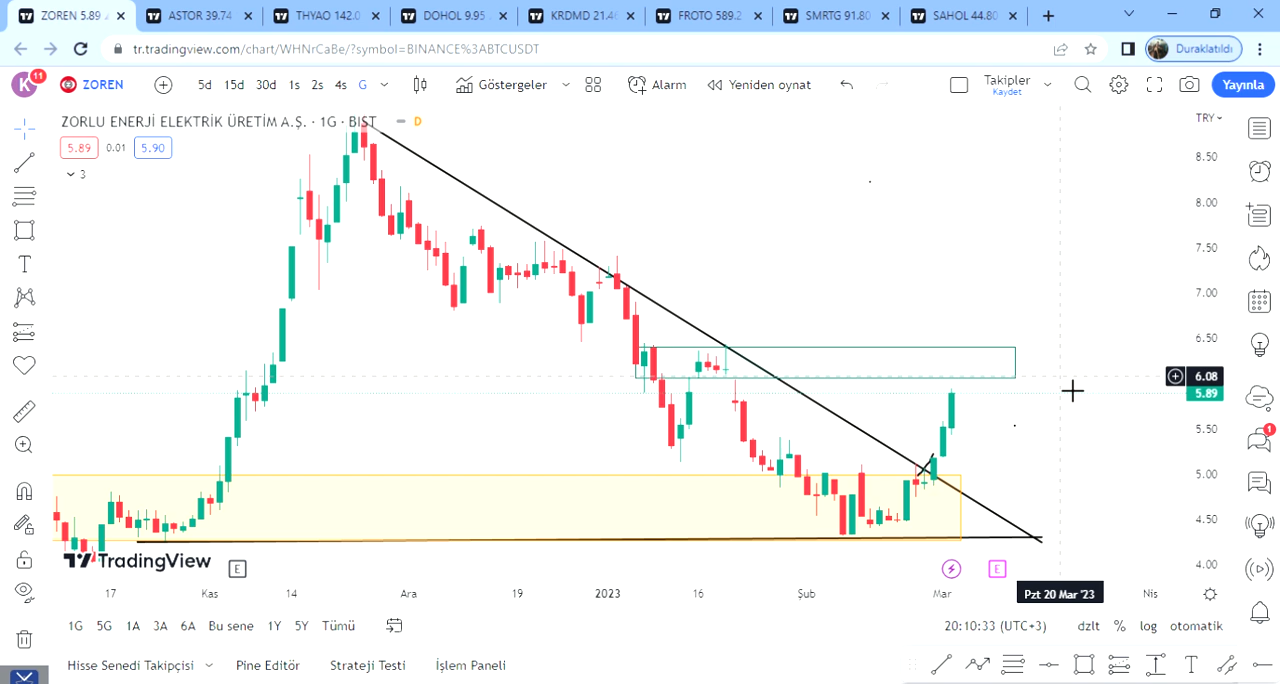 ZOREN 5.89 ASTOR 39.74 THYAO 142.0 DOHOL 9.95 KRDMD 21.4 FROTO 589.2 SMRTG 91.80 SAHOL 44.80
tr.tradingview.com/chart/WHNrCaBe/?symbol=BINANCE%3ABTCUSDT Duraklatıldı
K 11 ZOREN 5d 15d 30d 1s 2s 4s G Göstergeler Alarm Yeniden oynat Takipler Yayınla
Kaydet
ZORLU ENERJİ ELEKTRİK ÜRETİM A.Ş. · 1G · BIST D TRY
5.89 0.01 5.90
3
8.50
8.00
7.50
7.00
6.50
6.08
5.89
5.50
5.00
4.50
4.00
1
TradingView
E E
17 Kas 14 Ara 19 2023 16 Şub Mar Pzt 20 Mar '23 Nis
1G 5G 1A 3A 6A Bu sene 1Y 5Y Tümü 20:10:33 (UTC+3) dzlt % log otomatik
Hisse Senedi Takipçisi Pine Editör Strateji Testi İşlem Paneli